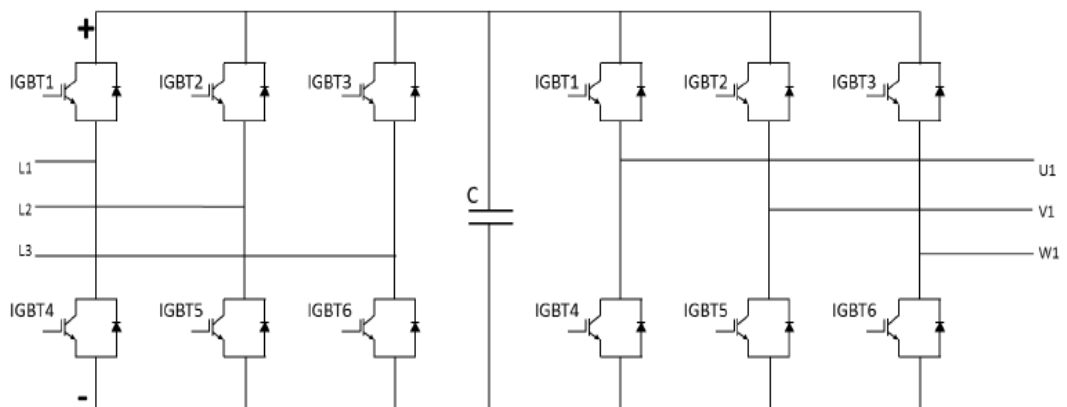 +
IGBT1 IGBT2 IGBT3 IGBT1 IGBT2 IGBT3
L1 U1
C
L2 V1
L3 W1
IGBT4 IGBT5 IGBT6 IGBT4 IGBT5 IGBT6
-